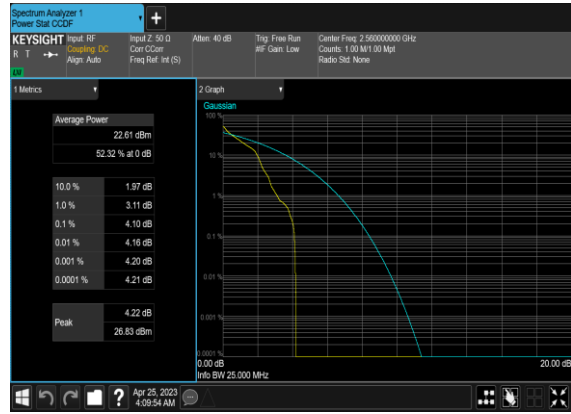 Spectrum Analyzer 1
Power Stat CCDF
KEYSIGHT
R T
LW
Input: RF
Coupling: DC
Align: Auto
Input Z: 50 Ω
Corr CCorr
Freq Ref: Int (S)
Atten: 40 dB
Trig: Free Run
#IF Gain: Low
Center Freq: 2.560000000 GHz
Counts: 1.00 M/1.00 Mpt
Radio Std: None
1 Metrics
Average Power
22.61 dBm
52.32 % at 0 dB
10.0 % 1.97 dB
1.0 % 3.11 dB
0.1 % 4.10 dB
0.01 % 4.16 dB
0.001 % 4.20 dB
0.0001 % 4.21 dB
Peak
4.22 dB
26.83 dBm
2 Graph
Gaussian
100 %
10 %
1 %
0.1 %
0.01 %
0.001 %
0.0001 %
0.00 dB
20.00 dB
Info BW 25.000 MHz
?
Apr 25, 2023
4:09:54 AM